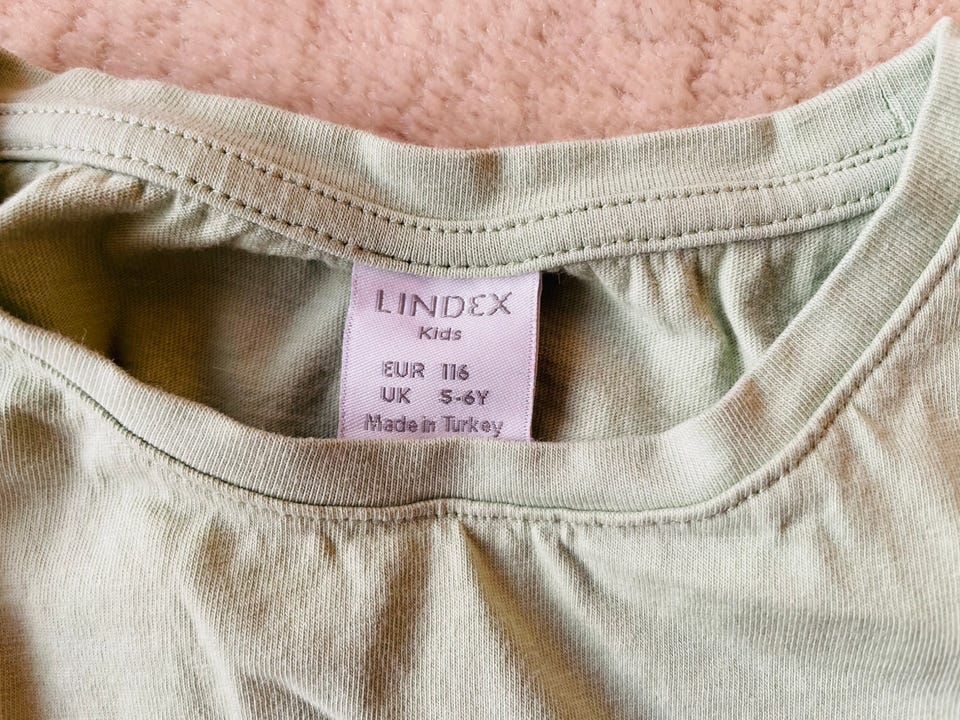 LINDEX
Kids
EUR 116
UK 5-6Y
Made in Turkey